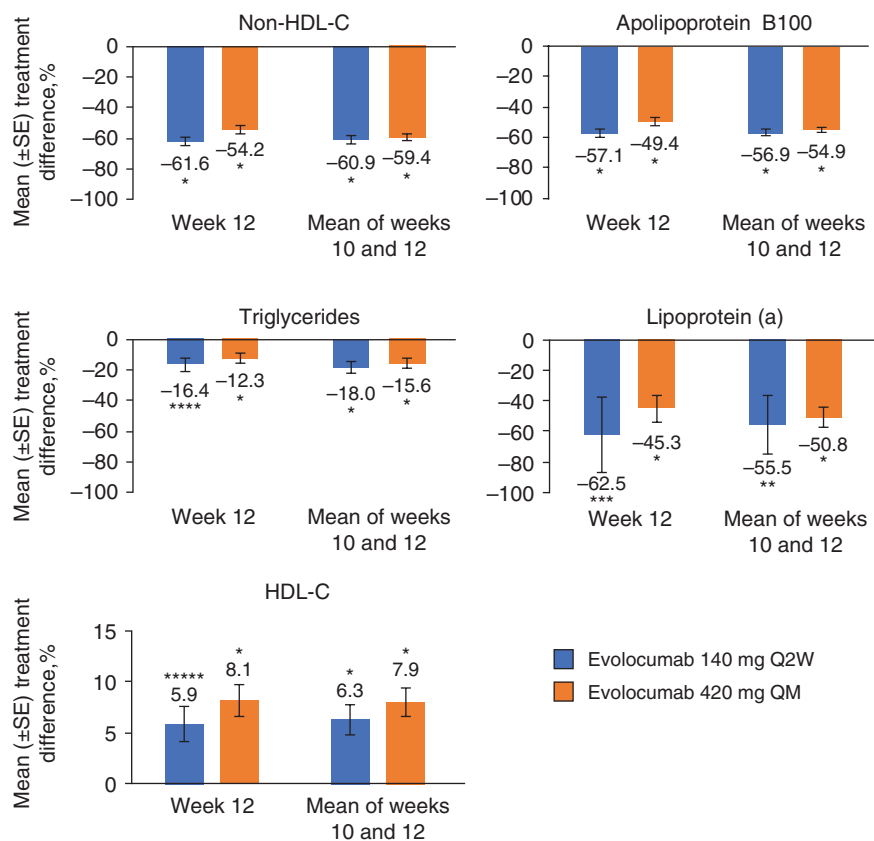 Non-HDL-C
Mean (±SE) treatment
difference,%
0
–20
–40
–60
–80
–100
–61.6
*
–54.2
*
–60.9
*
–59.4
*
Week 12
Mean of weeks
10 and 12
Apolipoprotein B100
0
–20
–40
–60
–80
–100
–57.1
*
–49.4
*
–56.9
*
–54.9
*
Week 12
Mean of weeks
10 and 12
Triglycerides
Mean (±SE) treatment
difference,%
0
–20
–40
–60
–80
–100
–16.4
****
–12.3
*
–18.0
*
–15.6
*
Week 12
Mean of weeks
10 and 12
Lipoprotein (a)
0
–20
–40
–60
–80
–100
–62.5
***
–45.3
*
–55.5
**
–50.8
*
Week 12
Mean of weeks
10 and 12
HDL-C
Mean (±SE) treatment
difference,%
15
10
5
0
*****
5.9
*
8.1
*
6.3
*
7.9
Week 12
Mean of weeks
10 and 12
Evolocumab 140 mg Q2W
Evolocumab 420 mg QM